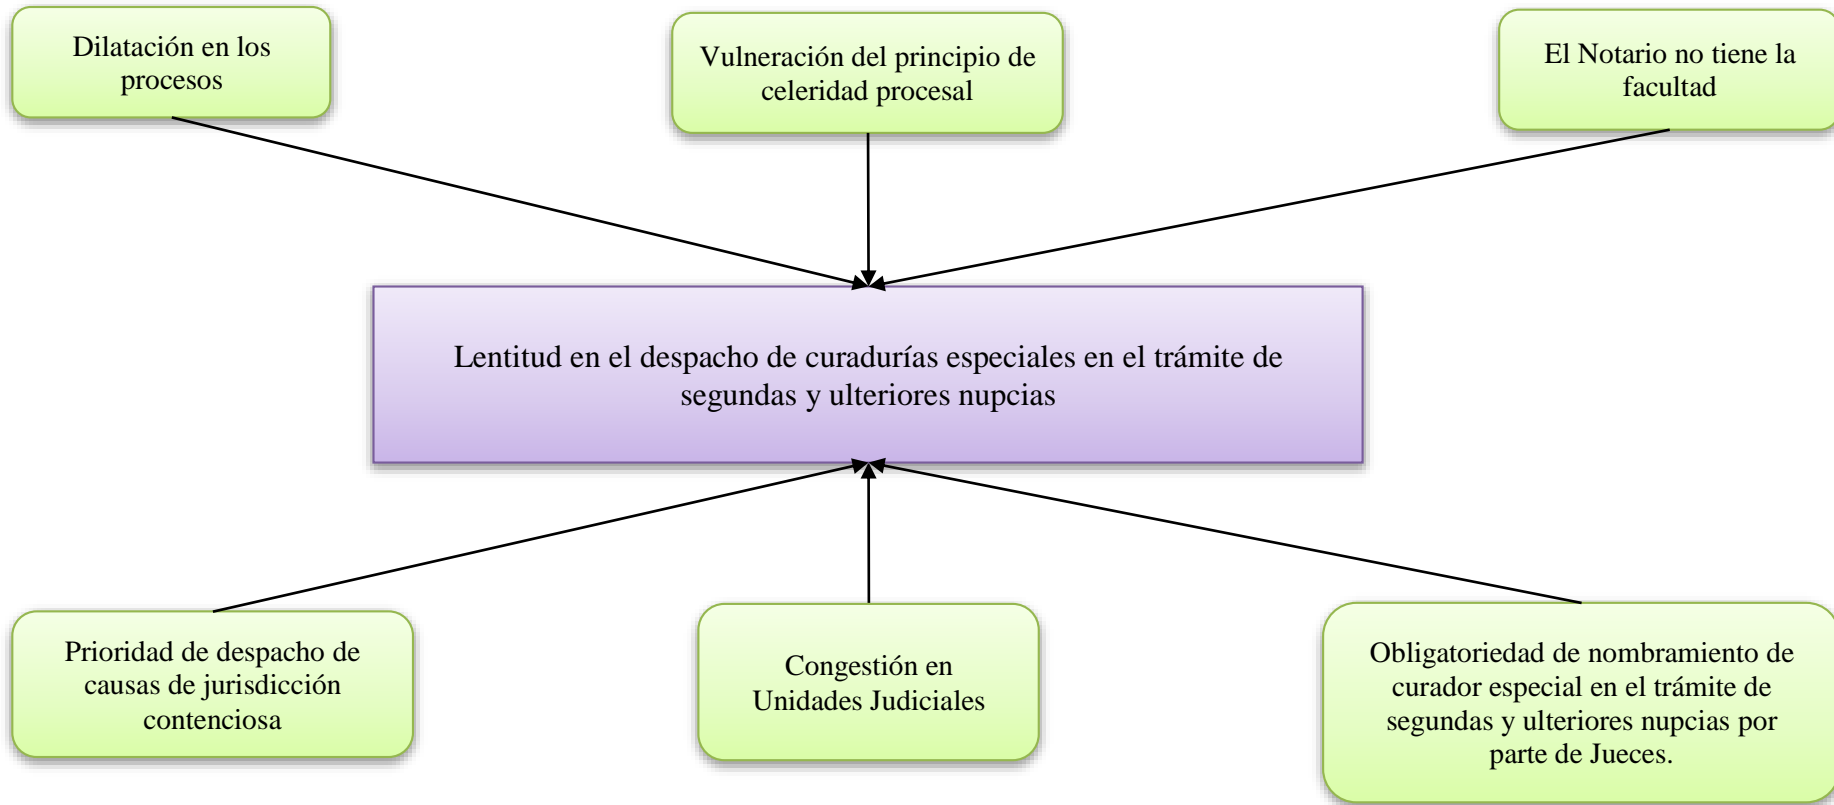 Dilatación en los
procesos
Vulneración del principio de
celeridad procesal
El Notario no tiene la
facultad
Lentitud en el despacho de curadurías especiales en el trámite de
segundas y ulteriores nupcias
Prioridad de despacho de
causas de jurisdicción
contenciosa
Congestión en
Unidades Judiciales
Obligatoriedad de nombramiento de
curador especial en el trámite de
segundas y ulteriores nupcias por
parte de Jueces.